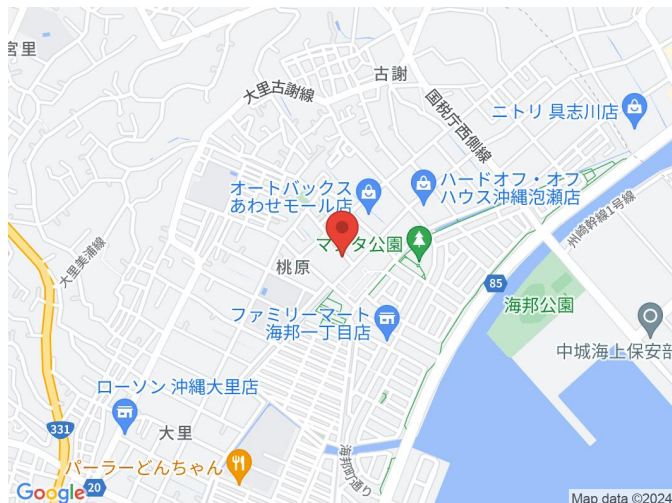 宮里
古謝
大里古謝線
国税庁西側線
ニトリ 具志川店
オートバックス
あわせモール店
ハードオフ・オフ
ハウス沖縄泡瀬店
州崎幹線1号線
大里美浦線
公園
桃原
85
海邦公園
ファミリーマート
海邦一丁目店
中城海上保安部
ローソン 沖縄大里店
331
大里
パーラーどんちゃん
海邦町通り
Google
20
Map data ©2024